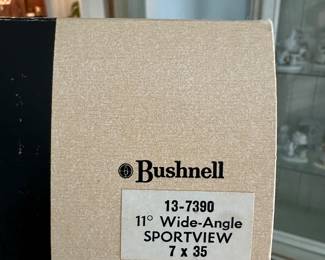 Bushnell
13-7390
11° Wide-Angle
SPORTVIEW
7 x 35